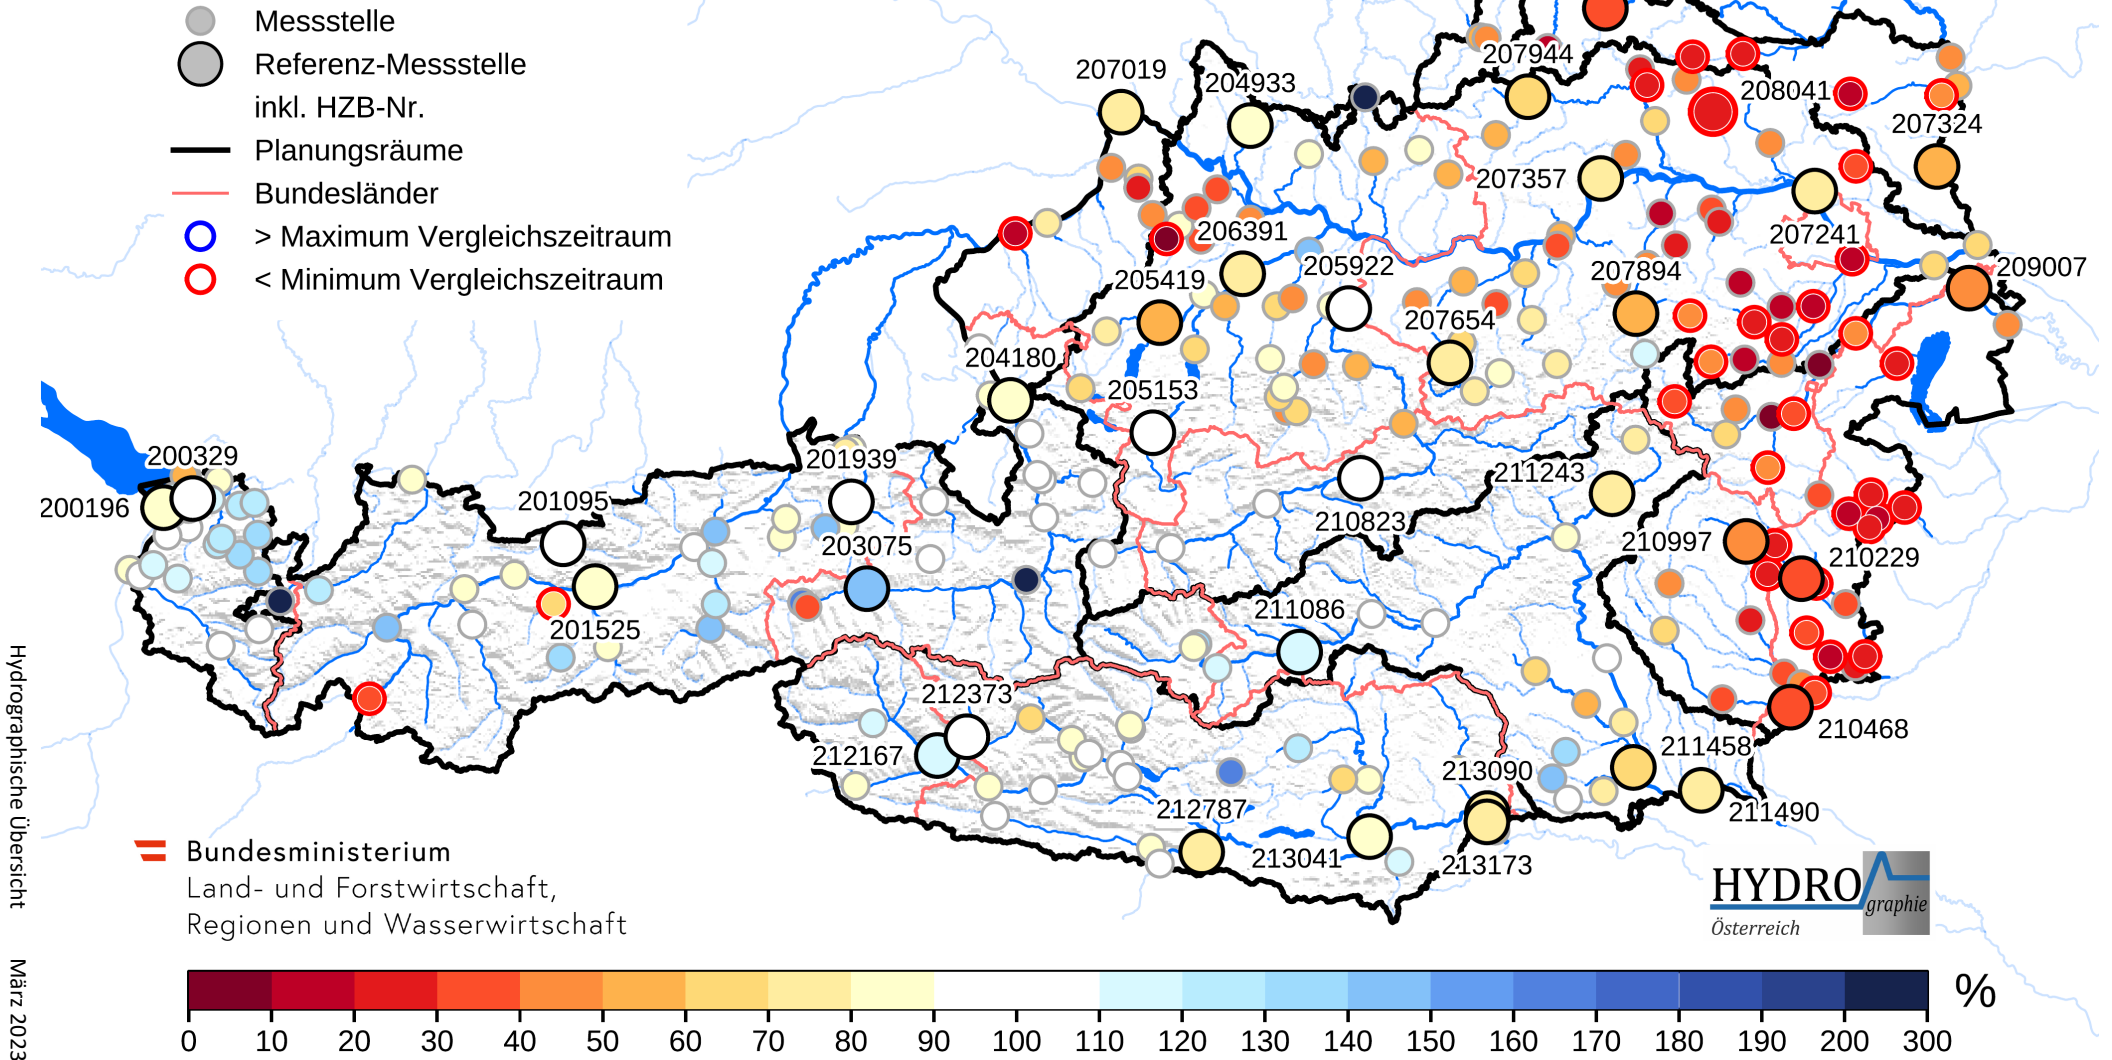 Messstelle
Referenz-Messstelle
inkl. HZB-Nr.
Planungsräume
Bundesländer
> Maximum Vergleichszeitraum
< Minimum Vergleichszeitraum
207944
207019
204933
208041
207324
207357
206391
207241
205922
207894
209007
205419
207654
204180
205153
200329
201939
211243
201095
200196
210823
203075
210997
210229
211086
201525
212373
210468
212167
211458
213090
212787
211490
213041
213173
Hydrographische Übersicht März 2023
Bundesministerium
Land- und Forstwirtschaft,
Regionen und Wasserwirtschaft
HYDRO
graphie
Österreich
%
0 10 20 30 40 50 60 70 80 90 100 110 120 130 140 150 160 170 180 190 200 300